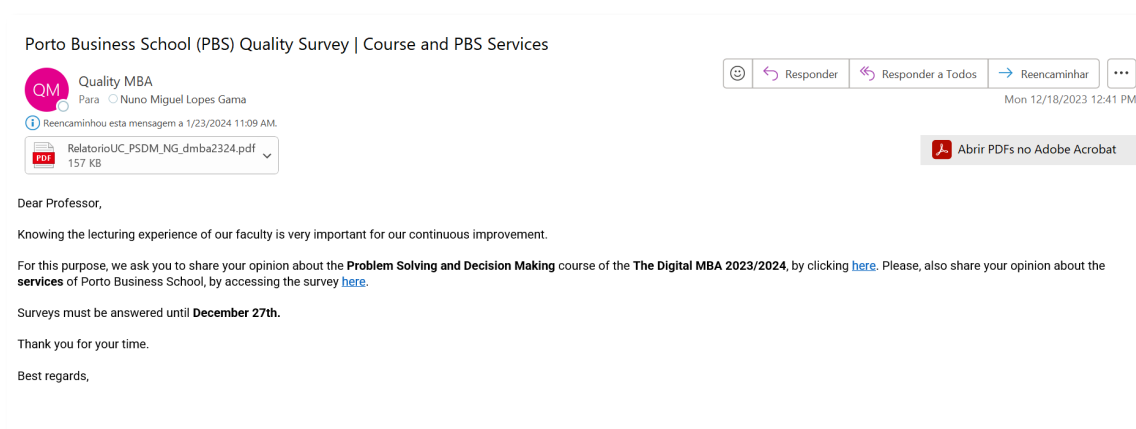 Porto Business School (PBS) Quality Survey | Course and PBS Services
QM
Quality MBA
Para Nuno Miguel Lopes Gama
Responder
Responder a Todos
Reencaminhar
...
Mon 12/18/2023 12:41 PM
Reencaminhou esta mensagem a 1/23/2024 11:09 AM.
PDF
RelatorioUC_PSDM_NG_dmba2324.pdf
157 KB
Abrir PDFs no Adobe Acrobat
Dear Professor,
Knowing the lecturing experience of our faculty is very important for our continuous improvement.
For this purpose, we ask you to share your opinion about the Problem Solving and Decision Making course of the The Digital MBA 2023/2024, by clicking here. Please, also share your opinion about the
services of Porto Business School, by accessing the survey here.
Surveys must be answered until December 27th.
Thank you for your time.
Best regards,